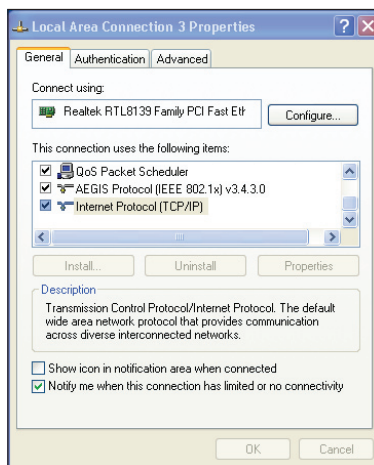 Local Area Connection 3 Properties
General Authentication Advanced
Connect using:
Realtek RTL8139 Family PCI Fast Eth
Configure...
This connection uses the following items:
QoS Packet Scheduler
AEGIS Protocol (IEEE 802.1x) v3.4.3.0
Internet Protocol (TCP/IP)
Install... Uninstall Properties
Description
Transmission Control Protocol/Internet Protocol. The default
wide area network protocol that provides communication
across diverse interconnected networks.
Show icon in notification area when connected
Notify me when this connection has limited or no connectivity
OK Cancel